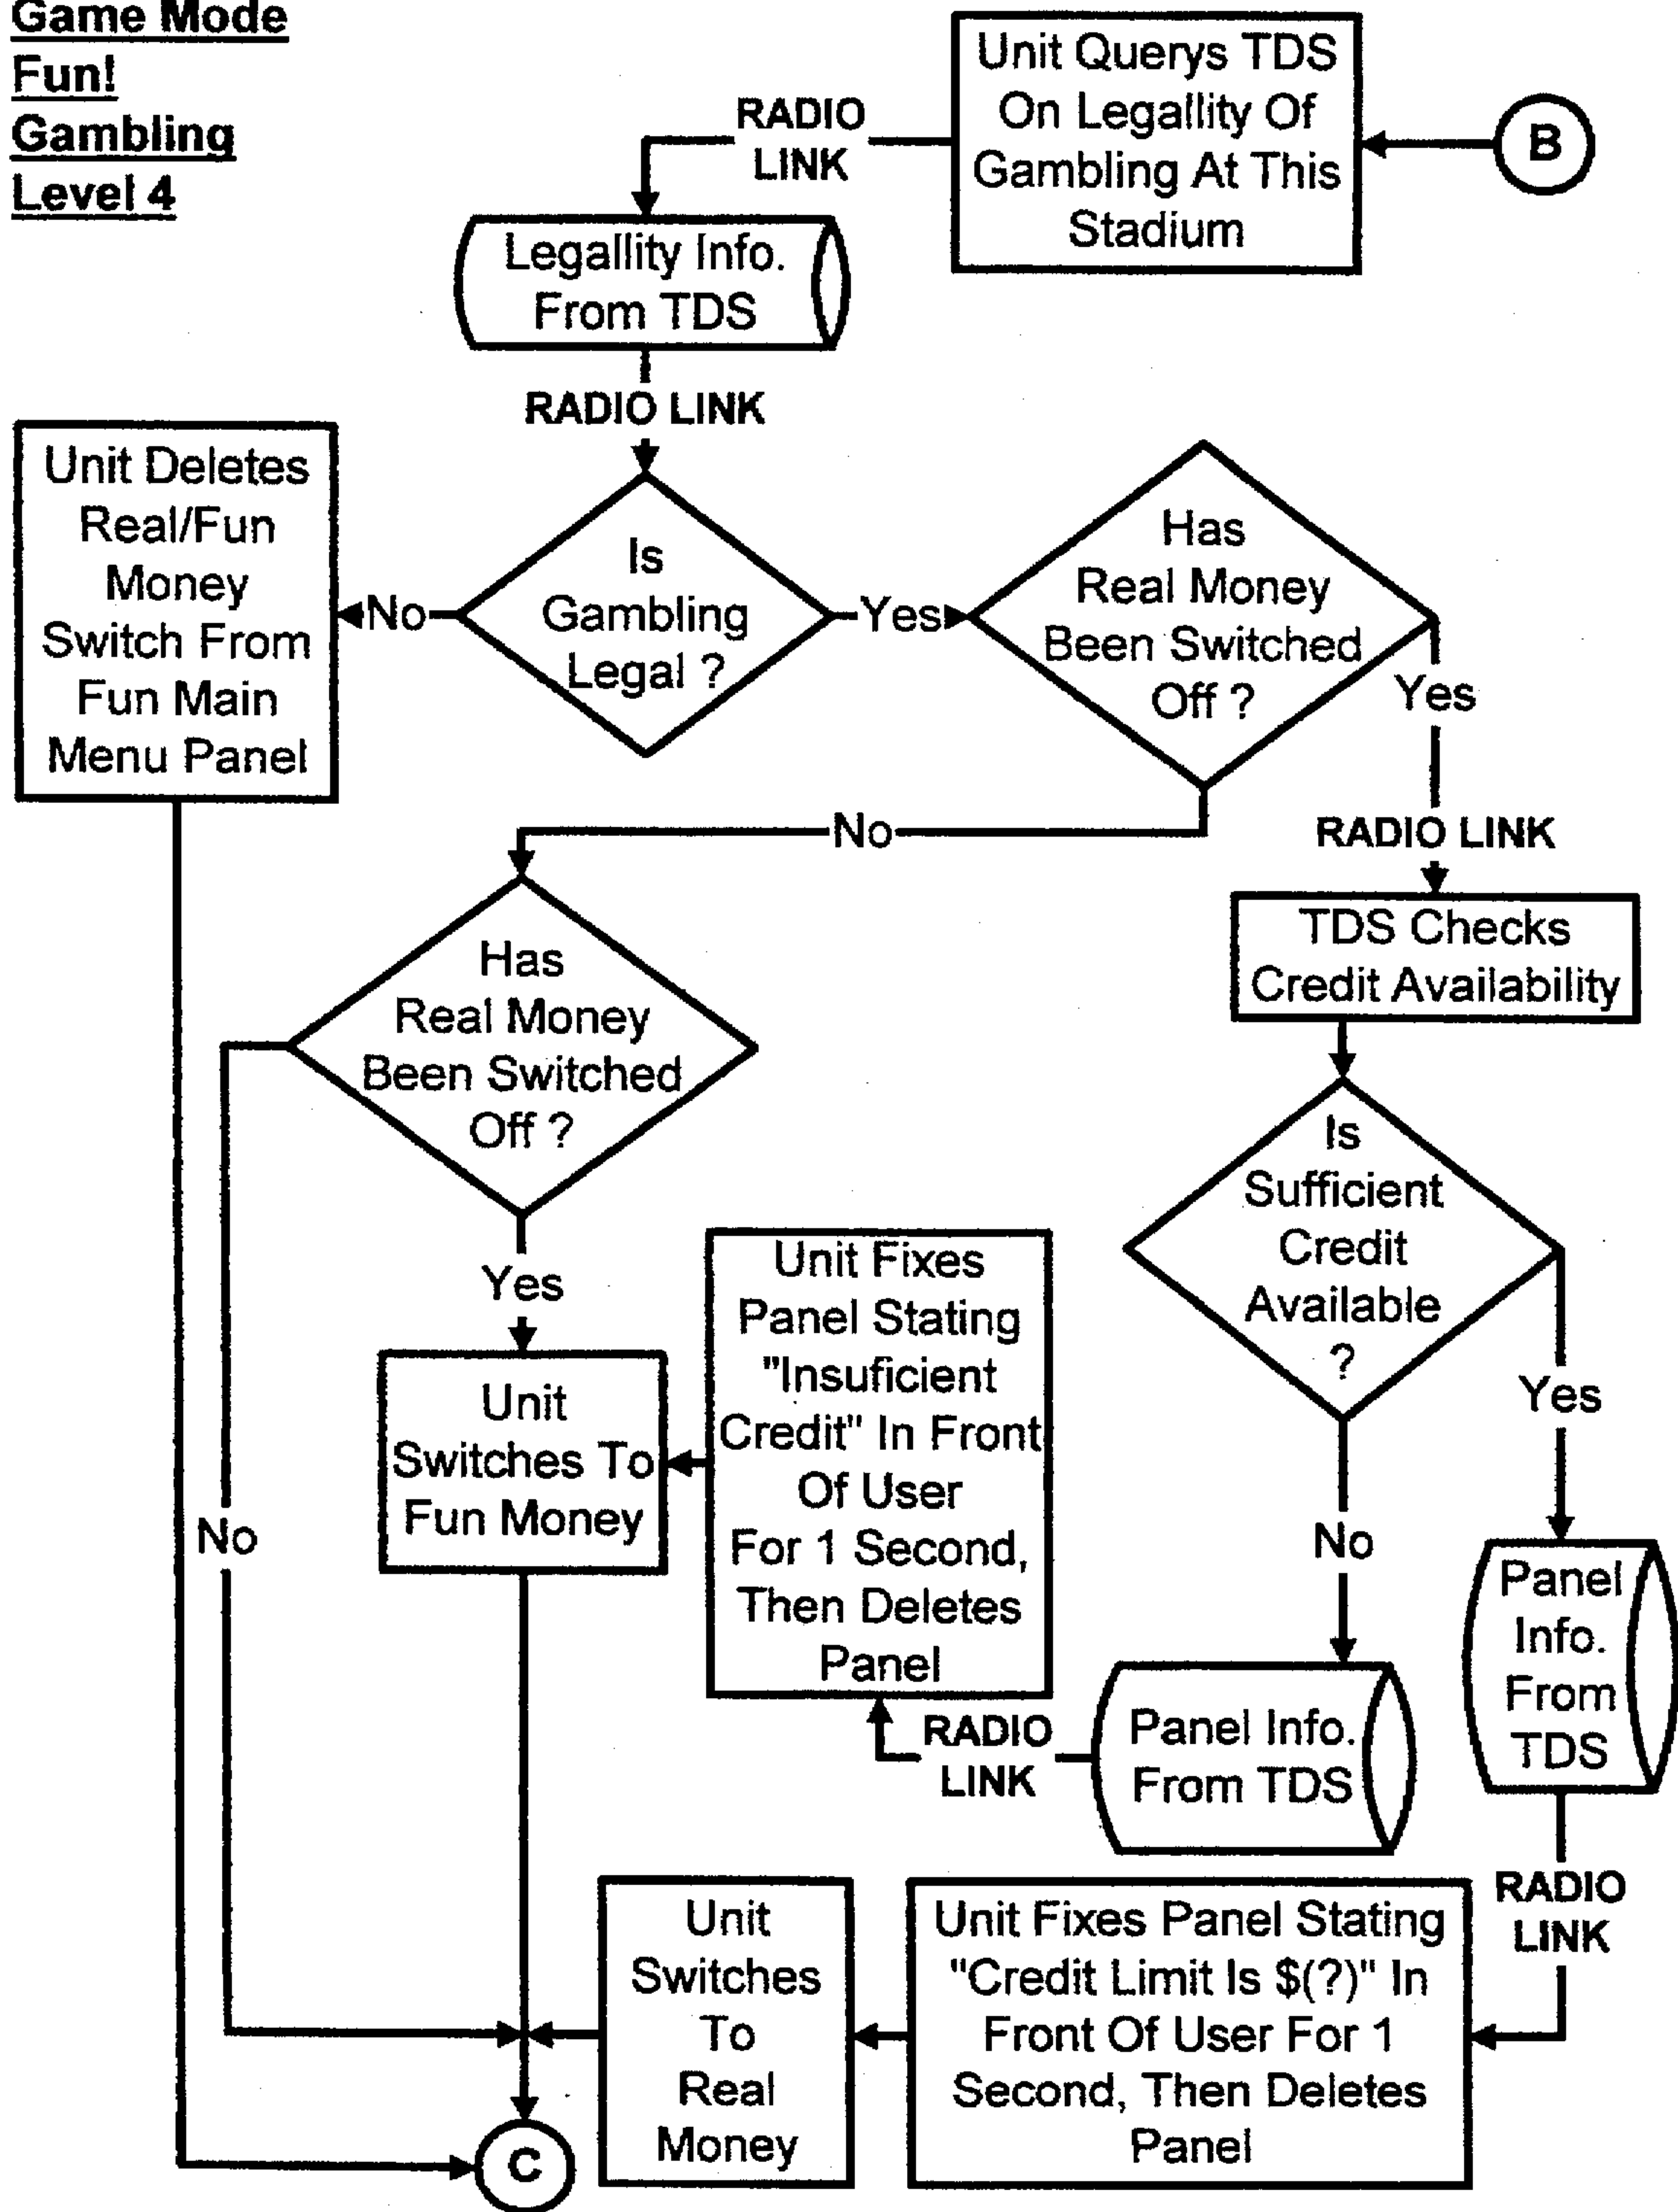 Game Mode
Fun!
Gambling
Level 4
Unit Querys TDS
On Legallity Of
Gambling At This
Stadium
B
RADIO
LINK
Legallity Info.
From TDS
RADIO LINK
Unit Deletes
Real/Fun
Money
Switch From
Fun Main
Menu Panel
No
Is
Gambling
Legal ?
Yes
Has
Real Money
Been Switched
Off ?
Yes
No
RADIO LINK
TDS Checks
Credit Availability
Has
Real Money
Been Switched
Off ?
Is
Sufficient
Credit
Available
?
Yes
No
Unit
Switches To
Fun Money
Unit Fixes
Panel Stating
"Insuficient
Credit" In Front
Of User
For 1 Second,
Then Deletes
Panel
No
Yes
Panel
Info.
From
TDS
RADIO
LINK
Panel Info.
From TDS
RADIO
LINK
Unit
Switches
To
Real
Money
Unit Fixes Panel Stating
"Credit Limit Is $(?)" In
Front Of User For 1
Second, Then Deletes
Panel
C